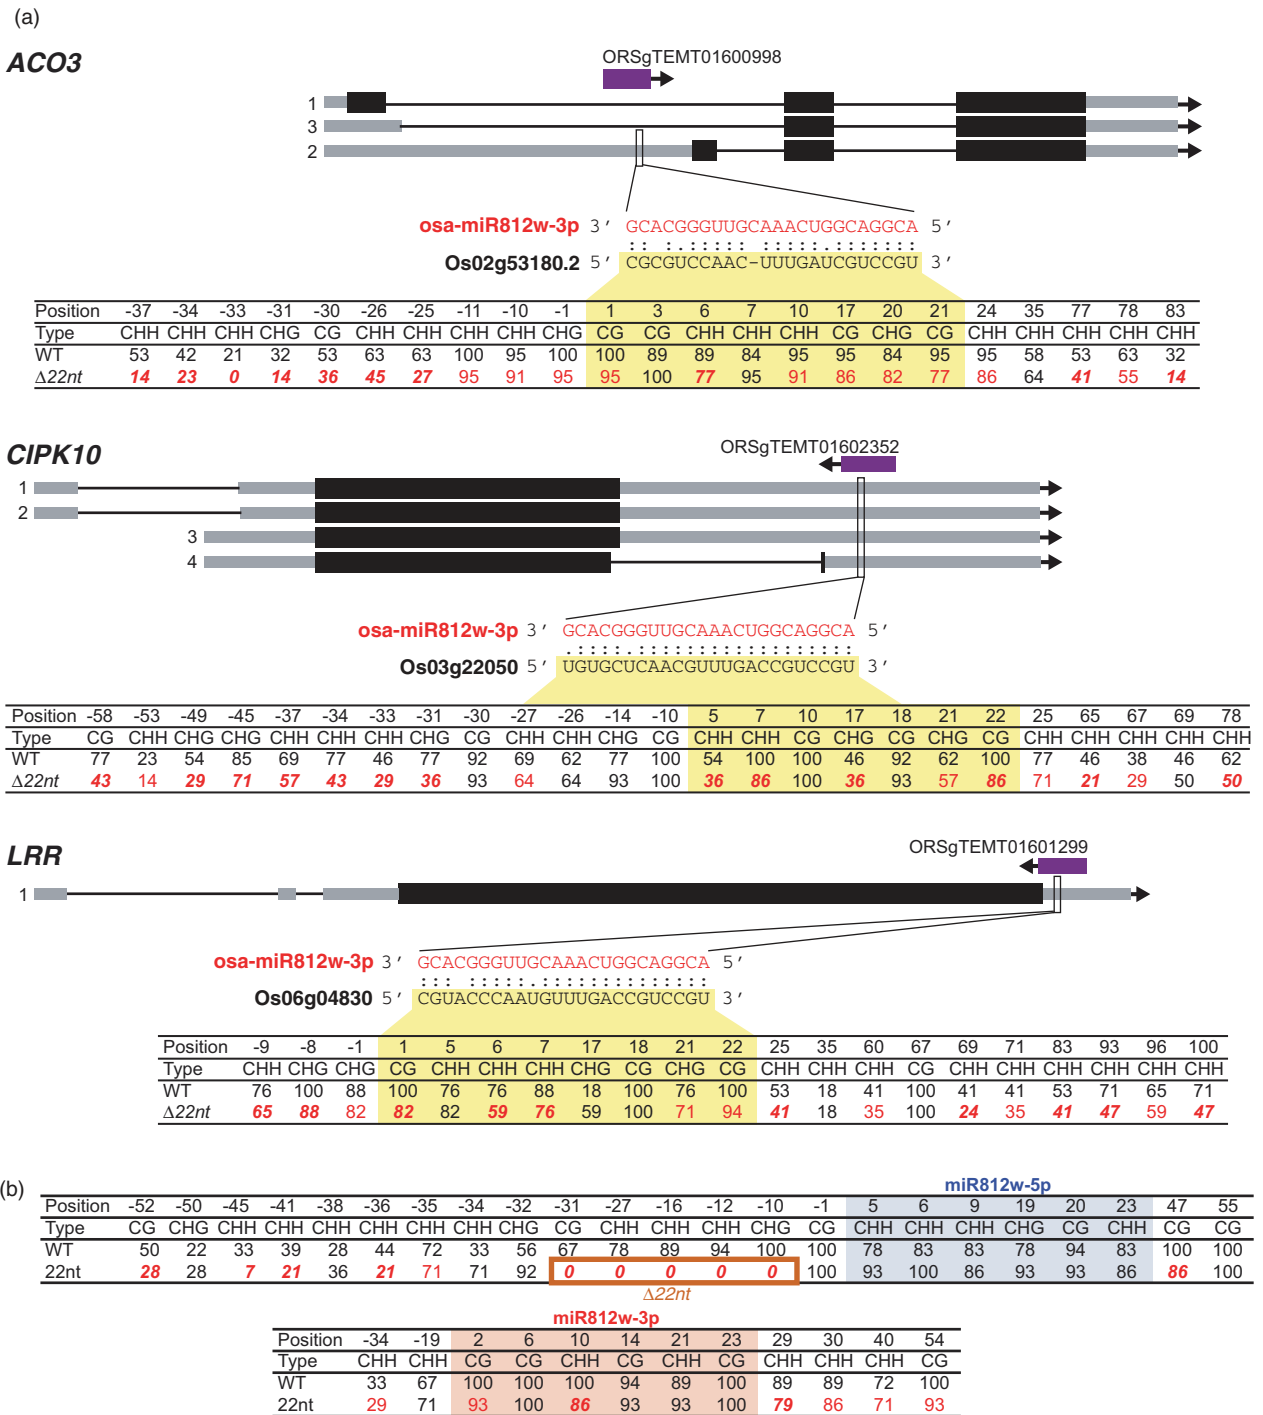 (a)
ACO3
ORSgTEMT01600998
1
3
2
osa-miR812w-3p 3′ GCACGGGUUGCAAACUGGCAGGCA 5′
:: :.::::: :::::.:::::::
Os02g53180.2 5′ CGCGUCCAAC-UUUGAUCGUCCGU 3′
Position -37 -34 -33 -31 -30 -26 -25 -11 -10 -1 1 3 6 7 10 17 20 21 24 35 77 78 83
Type CHH CHH CHH CHG CG CHH CHH CHH CHH CHG CG CG CHH CHH CHH CG CHG CG CHH CHH CHH CHH CHH
WT 53 42 21 32 53 63 63 100 95 100 100 89 89 84 95 95 84 95 95 58 53 63 32
Δ22nt 14 23 0 14 36 45 27 95 91 95 95 100 77 95 91 86 82 77 86 64 41 55 14
CIPK10
ORSgTEMT01602352
1
2
3
4
osa-miR812w-3p 3′ GCACGGGUUGCAAACUGGCAGGCA 5′
.:::::.:::::::::::::::::
Os03g22050 5′ UGUGCUCAACGUUUGACCGUCCGU 3′
Position -58 -53 -49 -45 -37 -34 -33 -31 -30 -27 -26 -14 -10 5 7 10 17 18 21 22 25 65 67 69 78
Type CG CHH CHG CHG CHH CHH CHH CHG CG CHH CHH CHG CG CHH CHH CG CHG CG CHG CG CHH CHH CHH CHH CHH
WT 77 23 54 85 69 77 46 77 92 69 62 77 100 54 100 100 46 92 62 100 77 46 38 46 62
Δ22nt 43 14 29 71 57 43 29 36 93 64 64 93 100 36 86 100 36 93 57 86 71 21 29 50 50
LRR
ORSgTEMT01601299
1
osa-miR812w-3p 3′ GCACGGGUUGCAAACUGGCAGGCA 5′
::: :::::.::::::::::::::
Os06g04830 5′ CGUACCCAAUGUUUGACCGUCCGU 3′
Position -9 -8 -1 1 5 6 7 17 18 21 22 25 35 60 67 69 71 83 93 96 100
Type CHH CHG CHG CG CHH CHH CHH CHG CG CHG CG CHH CHH CHH CG CHH CHH CHH CHH CHH CHH
WT 76 100 88 100 76 76 88 18 100 76 100 53 18 41 100 41 41 53 71 65 71
Δ22nt 65 88 82 82 82 59 76 59 100 71 94 41 18 35 100 24 35 41 47 59 47
(b)
miR812w-5p
Position -52 -50 -45 -41 -38 -36 -35 -34 -32 -31 -27 -16 -12 -10 -1 5 6 9 19 20 23 47 55
Type CG CHG CHH CHH CHH CHH CHH CHH CHG CG CHH CHH CHH CHG CG CHH CHH CHH CHG CG CHH CG CG
WT 50 22 33 39 28 44 72 33 56 67 78 89 94 100 100 78 83 83 78 94 83 100 100
22nt 28 28 7 21 36 21 71 71 92 0 0 0 0 0 100 93 100 86 93 93 86 86 100
Δ22nt
miR812w-3p
Position -34 -19 2 6 10 14 21 23 29 30 40 54
Type CHH CHH CG CG CHH CG CHH CG CHH CHH CHH CG
WT 33 67 100 100 100 94 89 100 89 89 72 100
22nt 29 71 93 100 86 93 93 100 79 86 71 93